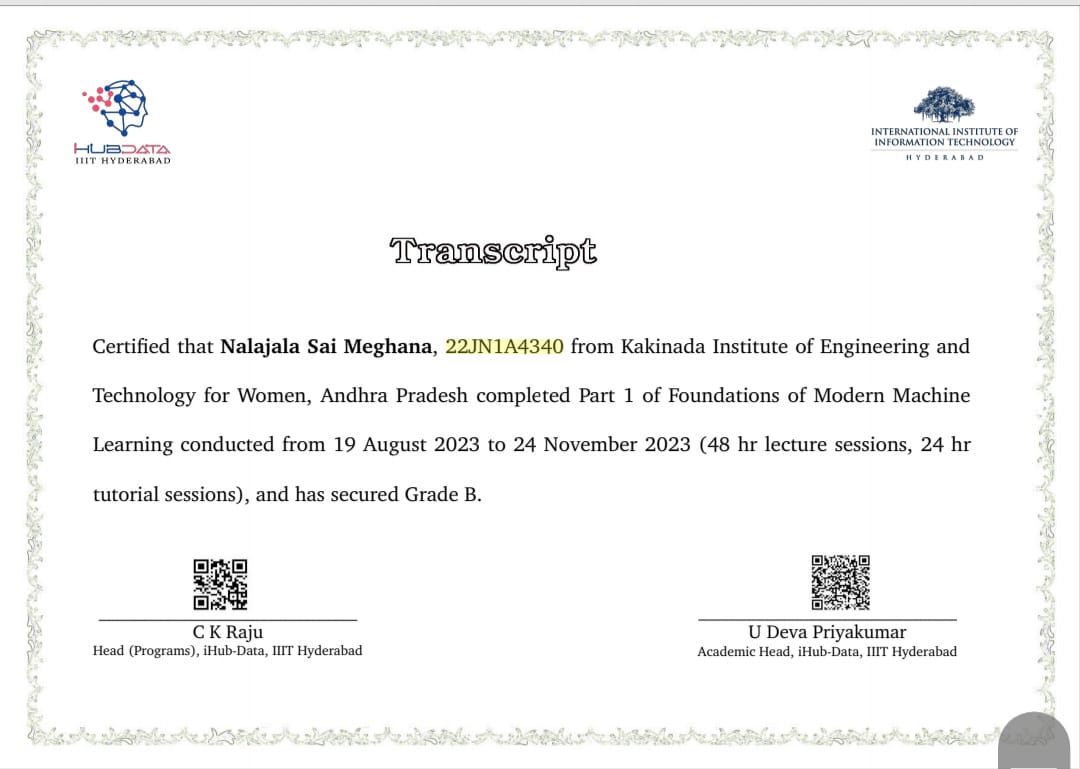 HUBDATA
IIIT HYDERABAD
INTERNATIONAL INSTITUTE OF
INFORMATION TECHNOLOGY
HYDERABAD
Transcript
Certified that Nalajala Sai Meghana, 22JN1A4340 from Kakinada Institute of Engineering and
Technology for Women, Andhra Pradesh completed Part 1 of Foundations of Modern Machine
Learning conducted from 19 August 2023 to 24 November 2023 (48 hr lecture sessions, 24 hr
tutorial sessions), and has secured Grade B.
C K Raju
Head (Programs), iHub-Data, IIIT Hyderabad
U Deva Priyakumar
Academic Head, iHub-Data, IIIT Hyderabad